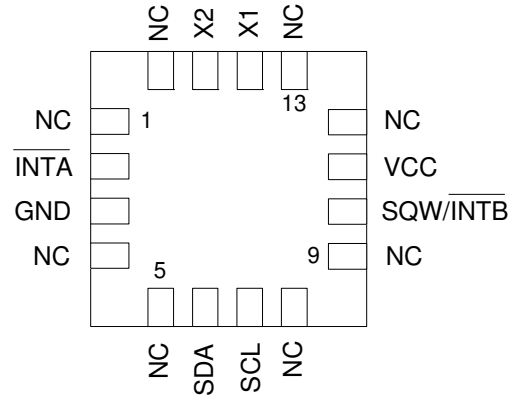 NC X2 X1 NC
13
NC 1 NC
INTA VCC
GND SQW/INTB
NC 9 NC
5
NC SDA SCL NC